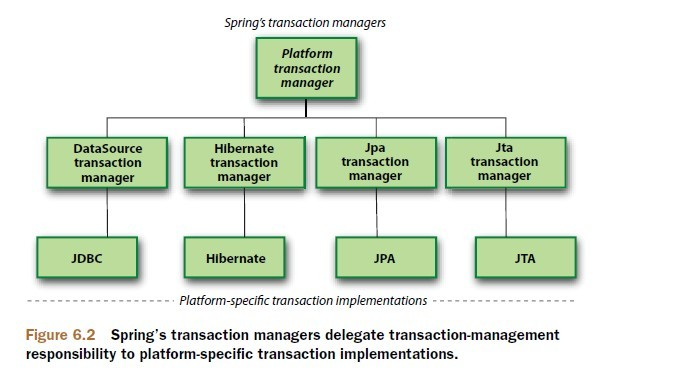 Spring's transaction managers
Platform
transaction
manager
DataSource
transaction
manager
Hibernate
transaction
manager
Jpa
transaction
manager
Jta
transaction
manager
JDBC
Hibernate
JPA
JTA
Platform-specific transaction implementations
Figure 6.2 Spring's transaction managers delegate transaction-management
responsibility to platform-specific transaction implementations.